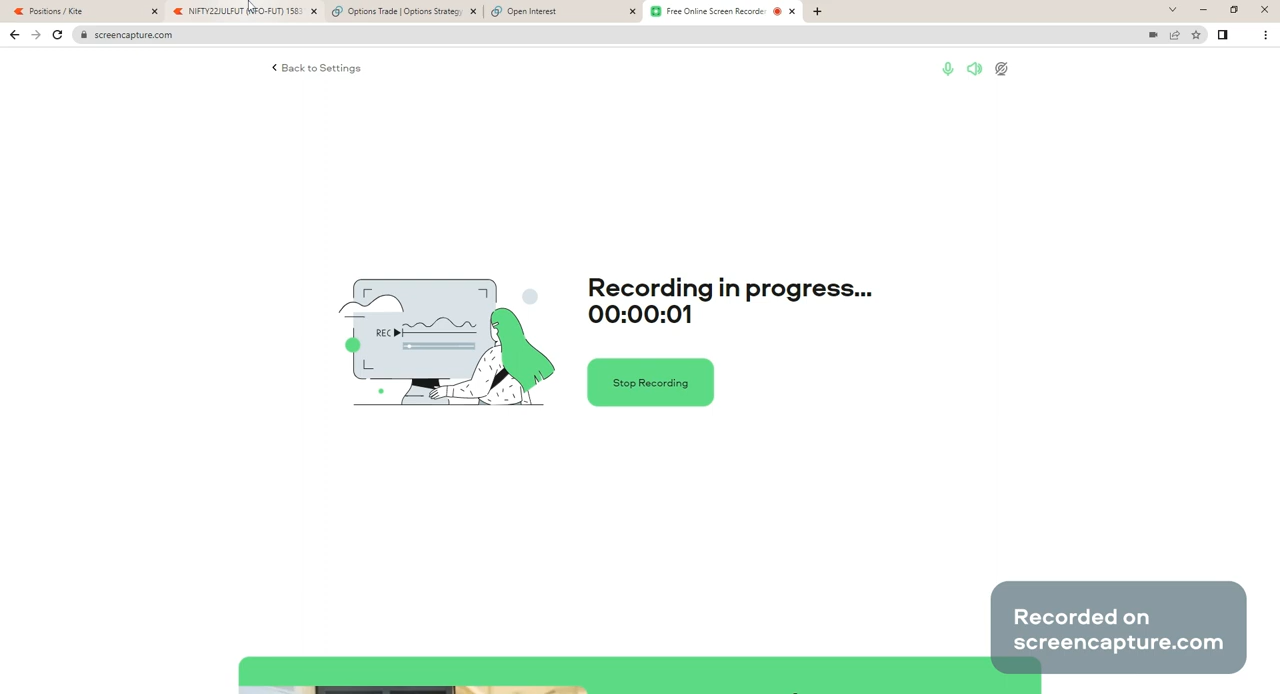 Positions / Kite
NIFTY22JULFUT (NFO-FUT) 1583
Options Trade | Options Strategy
Open Interest
Free Online Screen Recorder
screencapture.com
Back to Settings
Recording in progress...
00:00:01
REC
Stop Recording
Recorded on
screencapture.com